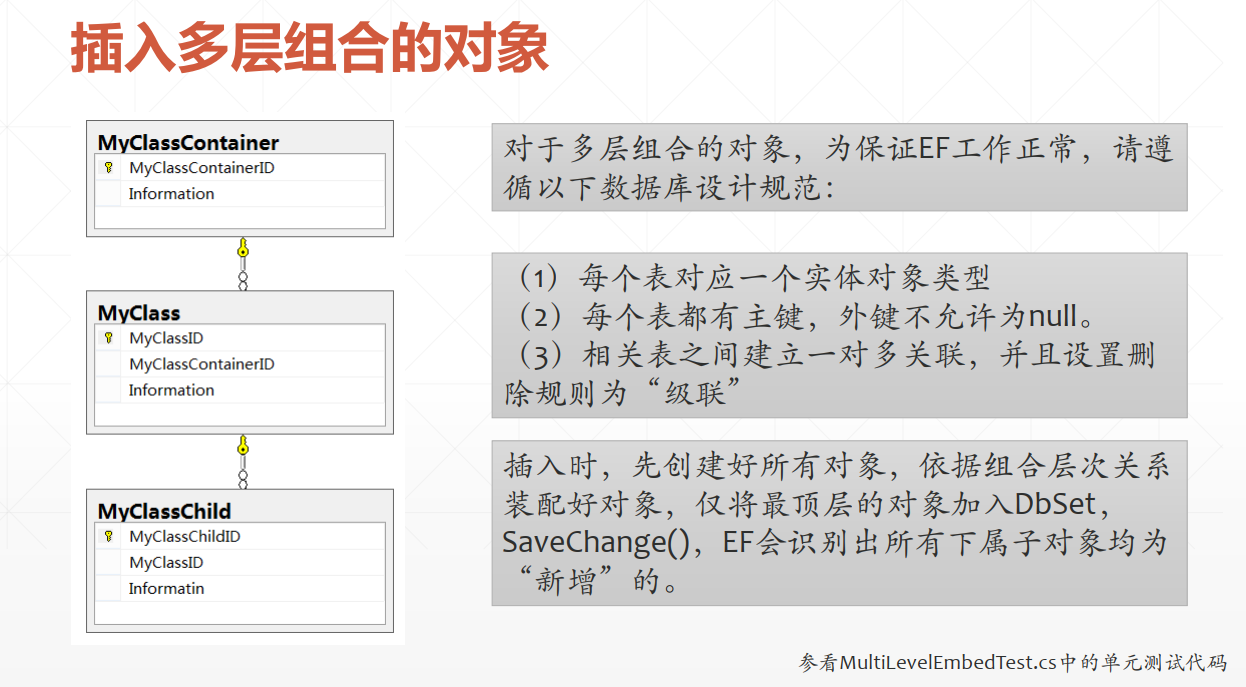 插入多层组合的对象
MyClassContainer
MyClassContainerID
Information
MyClass
MyClassID
MyClassContainerID
Information
MyClassChild
MyClassChildID
MyClassID
Informatin
对于多层组合的对象，为保证EF工作正常，请遵
循以下数据库设计规范：
（1）每个表对应一个实体对象类型
（2）每个表都有主键，外键不允许为null。
（3）相关表之间建立一对多关联，并且设置删
除规则为“级联”
插入时，先创建好所有对象，依据组合层次关系
装配好对象，仅将最顶层的对象加入DbSet，
SaveChange()，EF会识别出所有下属子对象均为
“新增”的。
参看MultiLevelEmbedTest.cs中的单元测试代码